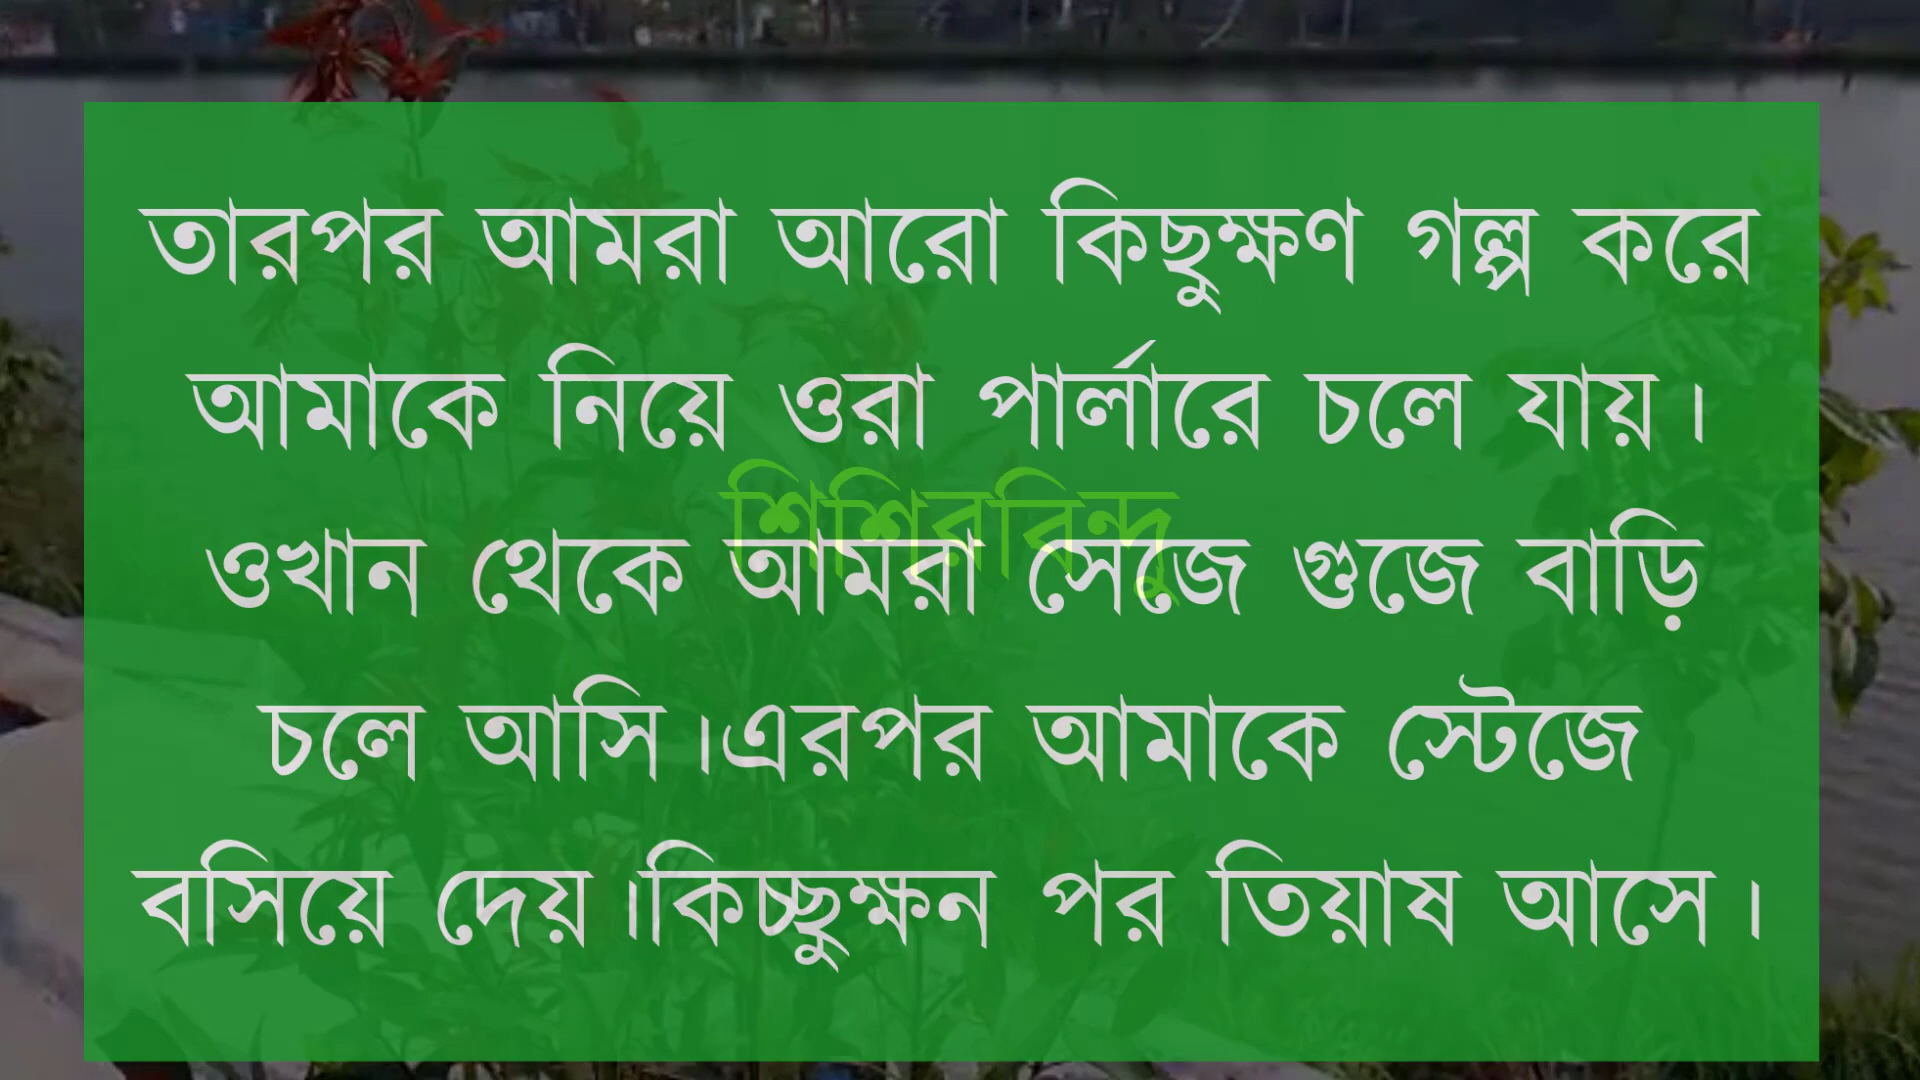 তারপর আমরা আরো কিছুক্ষণ গল্প করে
আমাকে নিয়ে ওরা পার্লারে চলে যায়।
শিশিরবিন্দু
ওখান থেকে আমরা সেজে গুজে বাড়ি
চলে আসি।এরপর আমাকে স্টেজে
বসিয়ে দেয়।কিচ্ছুক্ষন পর তিয়াষ আসে।